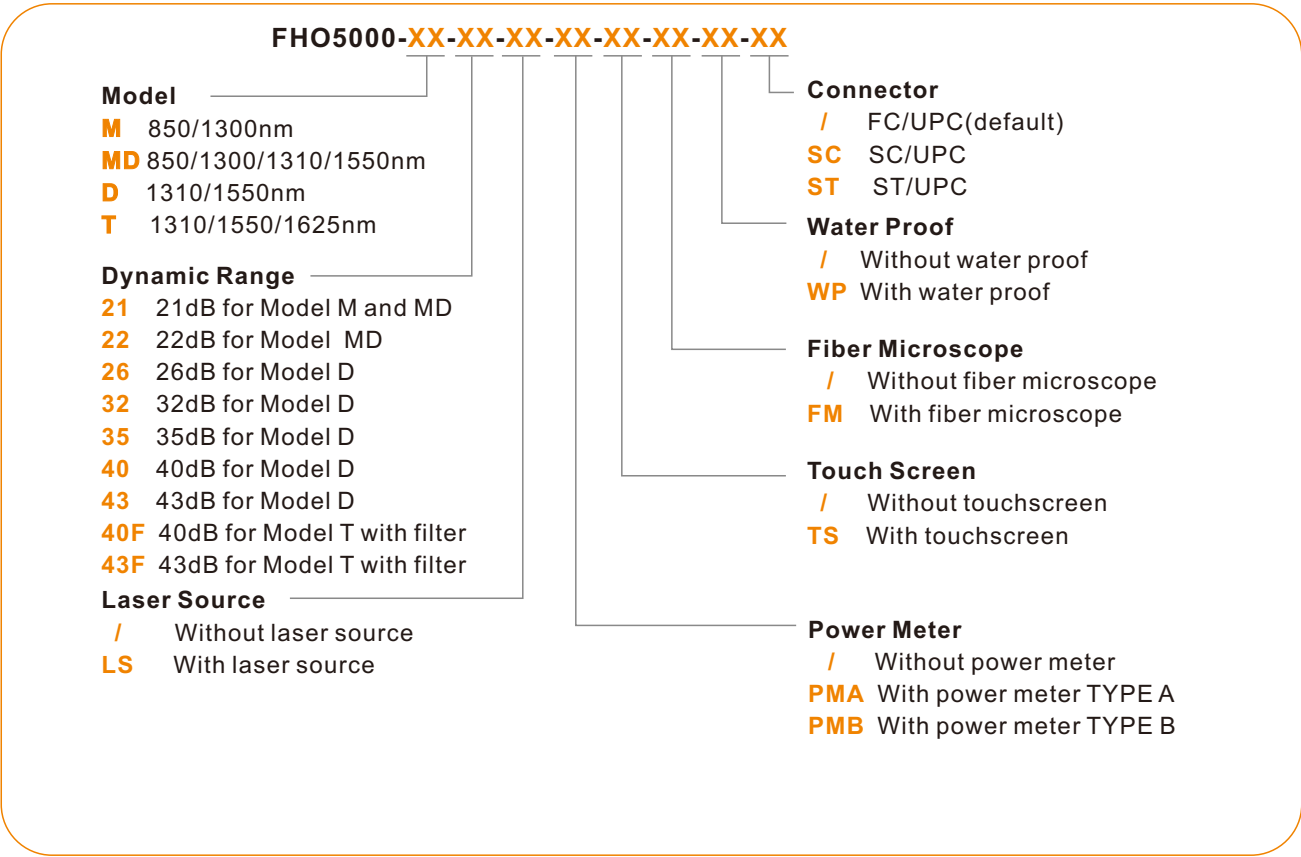 FHO5000-XX-XX-XX-XX-XX-XX-XX-XX
Model
M 850/1300nm
MD 850/1300/1310/1550nm
D 1310/1550nm
T 1310/1550/1625nm
Dynamic Range
21 21dB for Model M and MD
22 22dB for Model MD
26 26dB for Model D
32 32dB for Model D
35 35dB for Model D
40 40dB for Model D
43 43dB for Model D
40F 40dB for Model T with filter
43F 43dB for Model T with filter
Laser Source
/ Without laser source
LS With laser source
Connector
/ FC/UPC(default)
SC SC/UPC
ST ST/UPC
Water Proof
/ Without water proof
WP With water proof
Fiber Microscope
/ Without fiber microscope
FM With fiber microscope
Touch Screen
/ Without touchscreen
TS With touchscreen
Power Meter
/ Without power meter
PMA With power meter TYPE A
PMB With power meter TYPE B